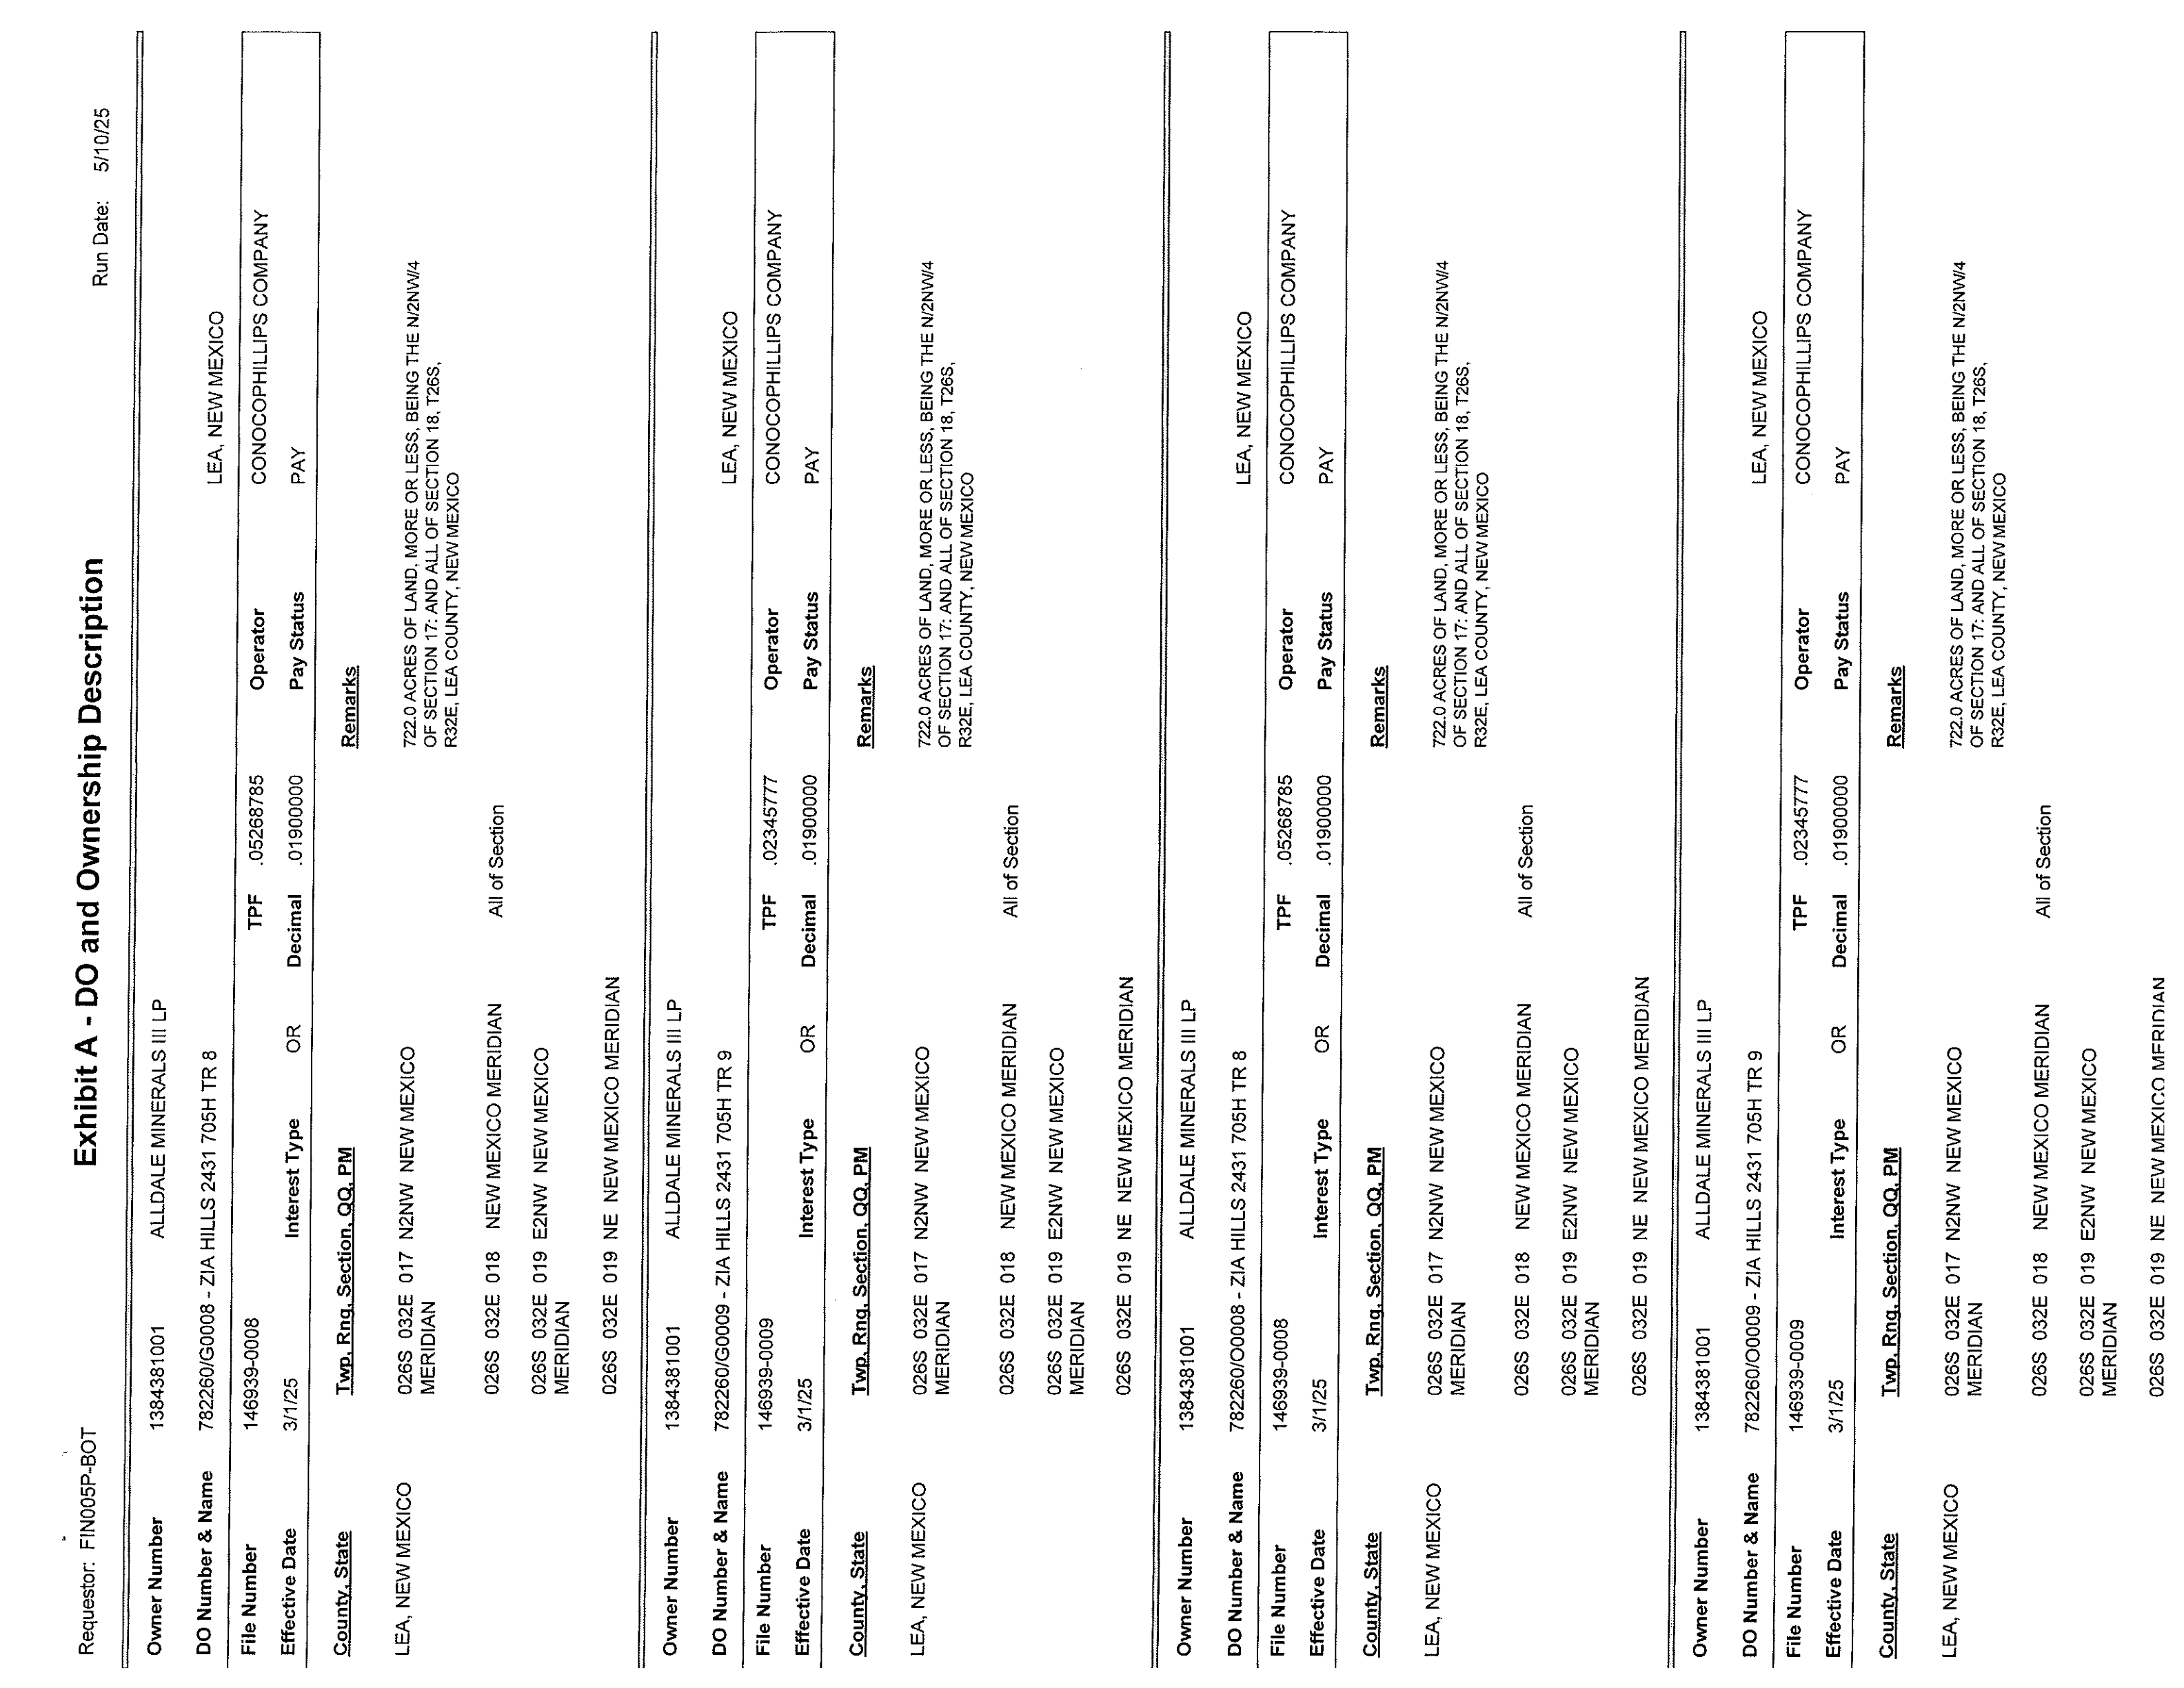 Requestor: FIN005P-BOT Exhibit A - DO and Ownership Description Run Date: 5/10/25
Owner Number 1384381001 ALLDALE MINERALS III LP
DO Number & Name 782260/G0008 - ZIA HILLS 2431 705H TR 8 LEA, NEW MEXICO
File Number 146939-0008 TPF .05268785 Operator CONOCOPHILLIPS COMPANY
Effective Date 3/1/25 Interest Type OR Decimal .01900000 Pay Status PAY
County, State Twp, Rng, Section, QQ, PM Remarks
LEA, NEW MEXICO 026S 032E 017 N2NW NEW MEXICO 722.0 ACRES OF LAND, MORE OR LESS, BEING THE N/2NW/4
MERIDIAN OF SECTION 17: AND ALL OF SECTION 18, T26S,
R32E, LEA COUNTY, NEW MEXICO
026S 032E 018 NEW MEXICO MERIDIAN All of Section
026S 032E 019 E2NW NEW MEXICO
MERIDIAN
026S 032E 019 NE NEW MEXICO MERIDIAN
Owner Number 1384381001 ALLDALE MINERALS III LP
DO Number & Name 782260/G0009 - ZIA HILLS 2431 705H TR 9 LEA, NEW MEXICO
File Number 146939-0009 TPF .02345777 Operator CONOCOPHILLIPS COMPANY
Effective Date 3/1/25 Interest Type OR Decimal .01900000 Pay Status PAY
County, State Twp, Rng, Section, QQ, PM Remarks
LEA, NEW MEXICO 026S 032E 017 N2NW NEW MEXICO 722.0 ACRES OF LAND, MORE OR LESS, BEING THE N/2NW/4
MERIDIAN OF SECTION 17: AND ALL OF SECTION 18, T26S,
R32E, LEA COUNTY, NEW MEXICO
026S 032E 018 NEW MEXICO MERIDIAN All of Section
026S 032E 019 E2NW NEW MEXICO
MERIDIAN
026S 032E 019 NE NEW MEXICO MERIDIAN
Owner Number 1384381001 ALLDALE MINERALS III LP
DO Number & Name 782260/O0008 - ZIA HILLS 2431 705H TR 8 LEA, NEW MEXICO
File Number 146939-0008 TPF .05268785 Operator CONOCOPHILLIPS COMPANY
Effective Date 3/1/25 Interest Type OR Decimal .01900000 Pay Status PAY
County, State Twp, Rng, Section, QQ, PM Remarks
LEA, NEW MEXICO 026S 032E 017 N2NW NEW MEXICO 722.0 ACRES OF LAND, MORE OR LESS, BEING THE N/2NW/4
MERIDIAN OF SECTION 17: AND ALL OF SECTION 18, T26S,
R32E, LEA COUNTY, NEW MEXICO
026S 032E 018 NEW MEXICO MERIDIAN All of Section
026S 032E 019 E2NW NEW MEXICO
MERIDIAN
026S 032E 019 NE NEW MEXICO MERIDIAN
Owner Number 1384381001 ALLDALE MINERALS III LP
DO Number & Name 782260/O0009 - ZIA HILLS 2431 705H TR 9 LEA, NEW MEXICO
File Number 146939-0009 TPF .02345777 Operator CONOCOPHILLIPS COMPANY
Effective Date 3/1/25 Interest Type OR Decimal .01900000 Pay Status PAY
County, State Twp, Rng, Section, QQ, PM Remarks
LEA, NEW MEXICO 026S 032E 017 N2NW NEW MEXICO 722.0 ACRES OF LAND, MORE OR LESS, BEING THE N/2NW/4
MERIDIAN OF SECTION 17: AND ALL OF SECTION 18, T26S,
R32E, LEA COUNTY, NEW MEXICO
026S 032E 018 NEW MEXICO MERIDIAN All of Section
026S 032E 019 E2NW NEW MEXICO
MERIDIAN
026S 032E 019 NE NEW MEXICO MERIDIAN